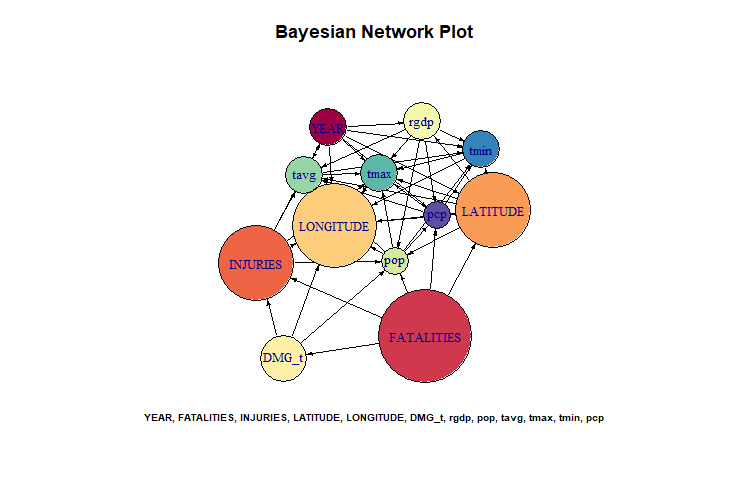 Bayesian Network Plot
YEAR
rgdp
tmin
tavg
tmax
LONGITUDE
pcp
LATITUDE
INJURIES
pop
FATALITIES
DMG_t
YEAR, FATALITIES, INJURIES, LATITUDE, LONGITUDE, DMG_t, rgdp, pop, tavg, tmax, tmin, pcp